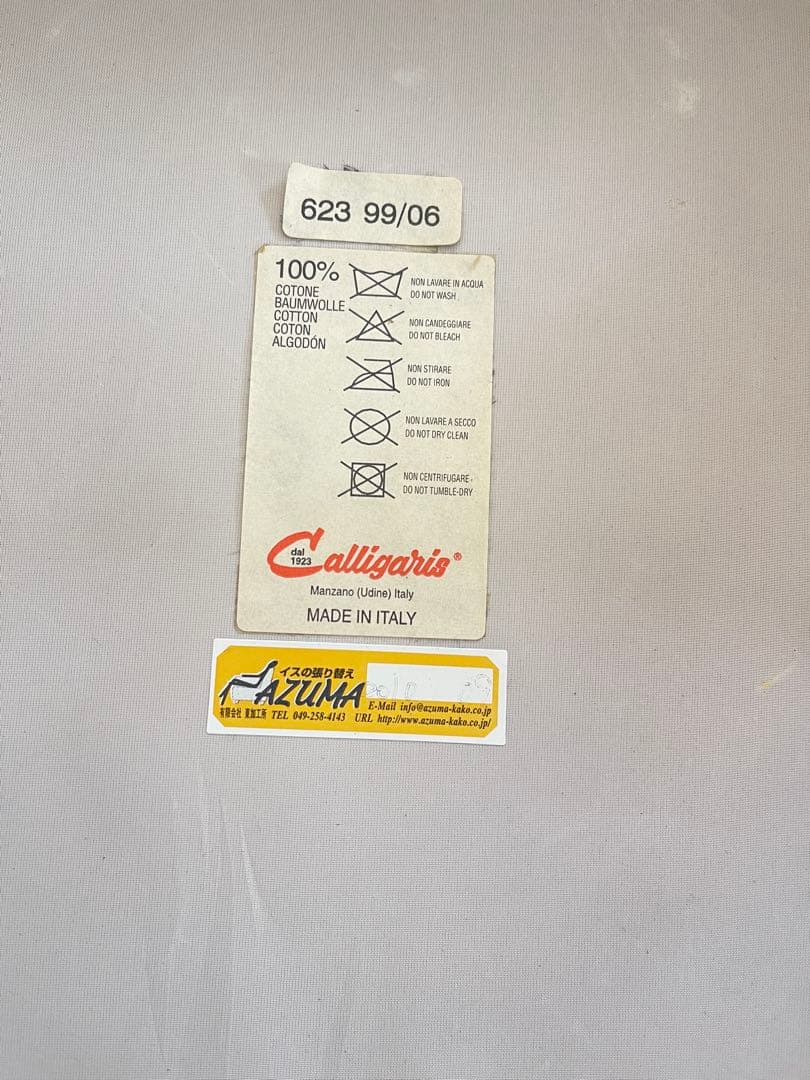 623 99/06
100%
COTONE
BAUMWOLLE
COTTON
COTON
ALGODÓN
NON LAVARE IN ACQUA
DO NOT WASH
NON CANDEGGIARE
DO NOT BLEACH
NON STIRARE
DO NOT IRON
NON LAVARE A SECCO
DO NOT DRY CLEAN
NON CENTRIFUGARE
DO NOT TUMBLE-DRY
Calligaris®
dal
1923
Manzano (Udine) Italy
MADE IN ITALY
イスの張り替え
AZUMA
E-Mail info@azuma-kako.co.jp
有限会社 東加工所 TEL 049-258-4143 URL http://www.azuma-kako.co.jp/